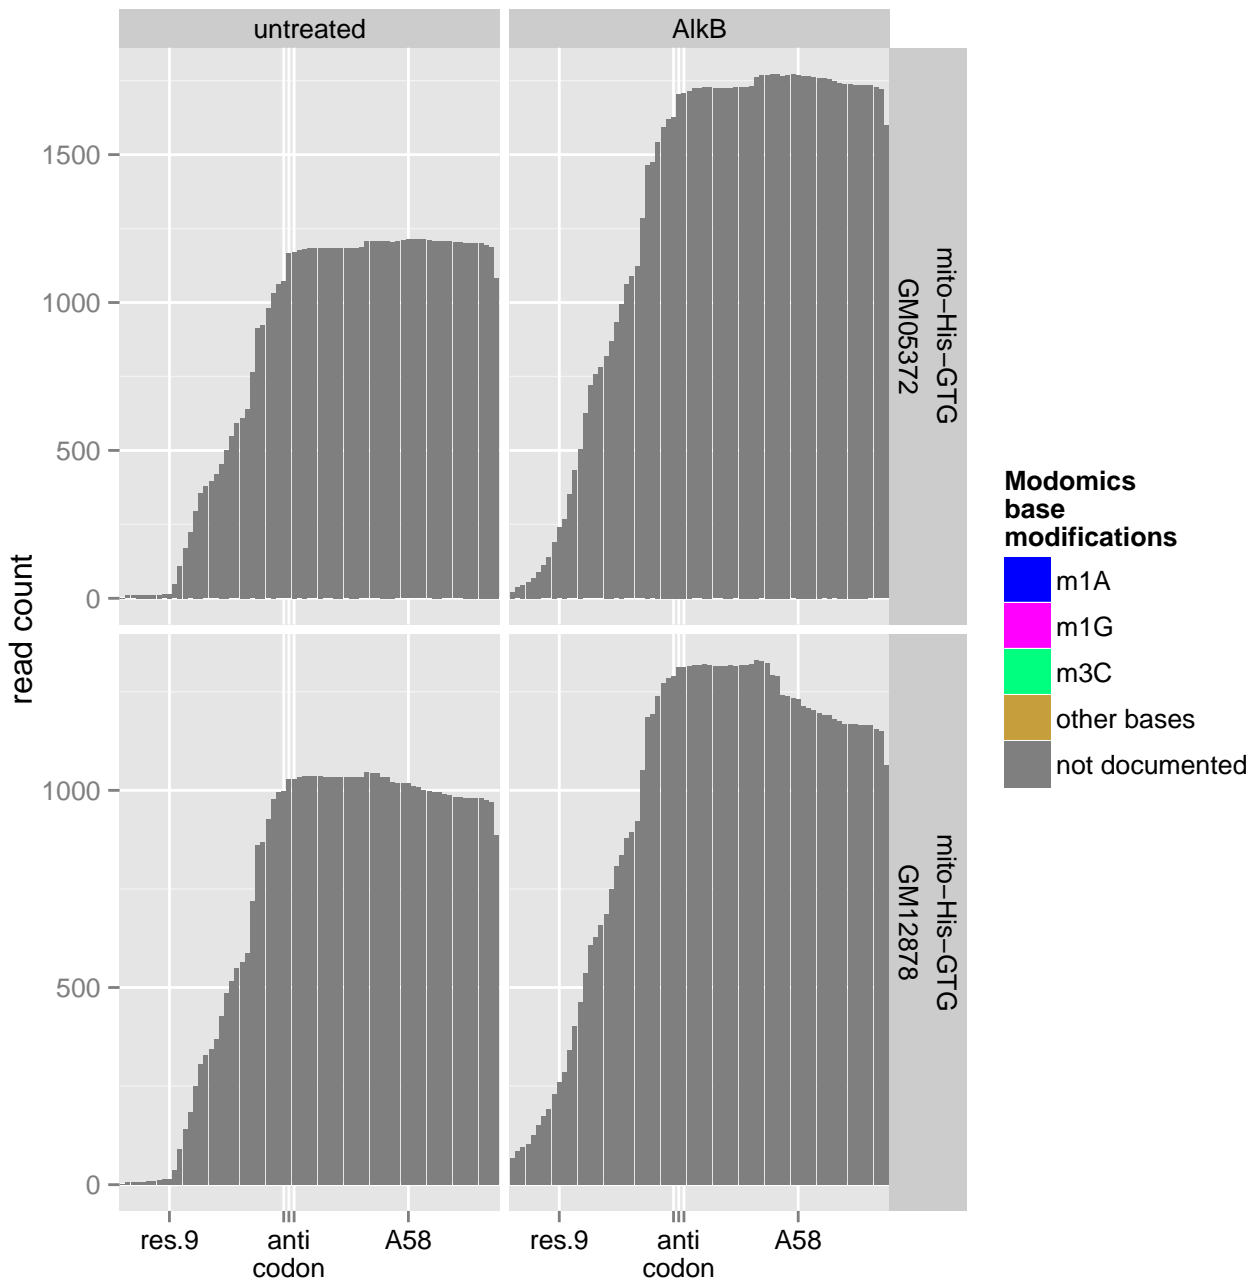 untreated
AlkB
1500
1000
500
0
mito−His−GTG
GM05372
1000
500
0
mito−His−GTG
GM12878
read count
res.9
anti
codon
A58
res.9
anti
codon
A58
Modomics
base
modifications
m1A
m1G
m3C
other bases
not documented